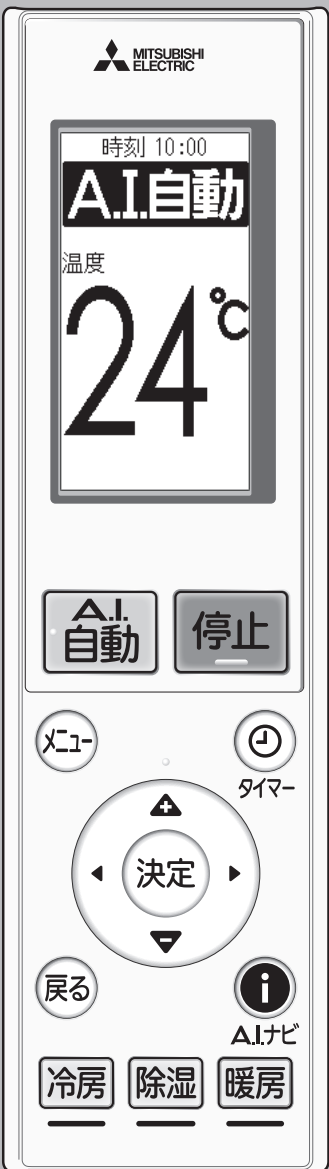 MITSUBISHI
ELECTRIC
時刻 10:00
A.I.自動
温度
24℃
A.I.
自動
停止
メニュー
タイマー
決定
戻る
i
A.I.ナビ
冷房 除湿 暖房